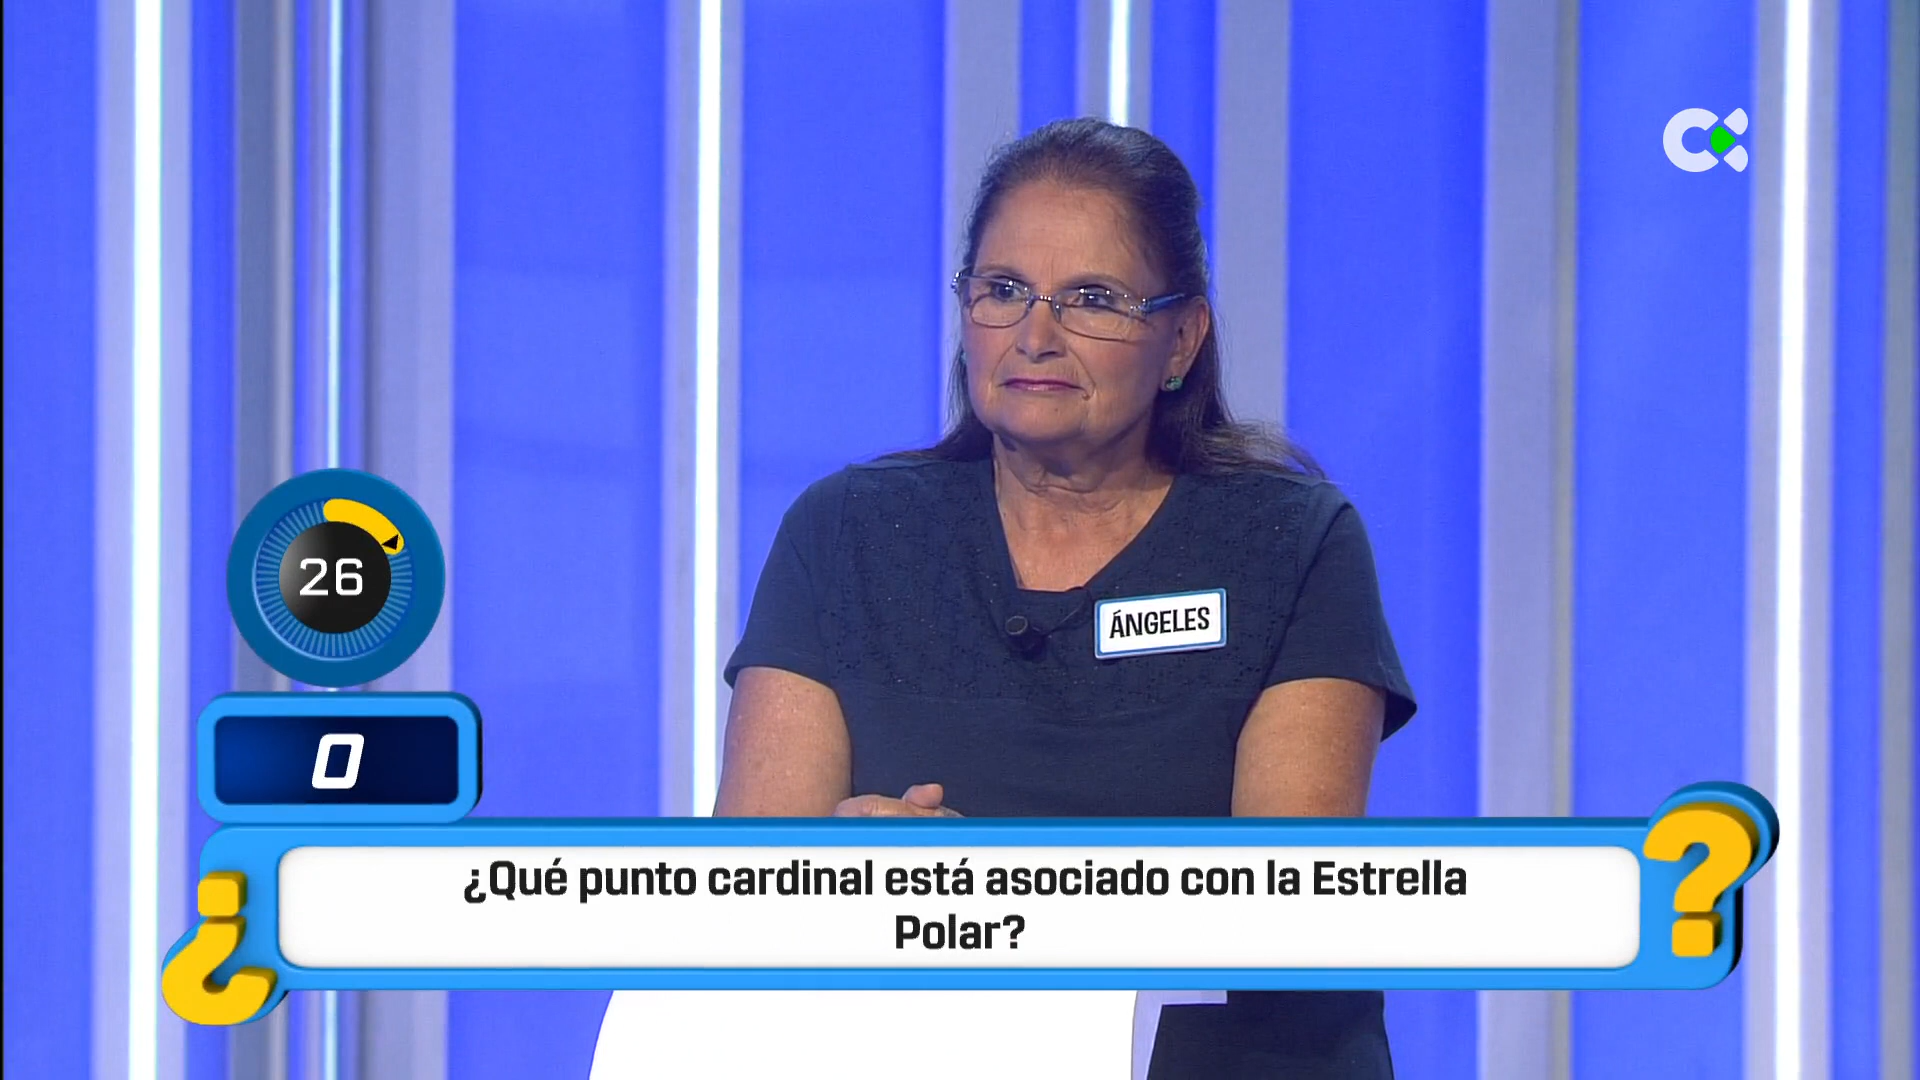 26
ÁNGELES
0
¿Qué punto cardinal está asociado con la Estrella
Polar?